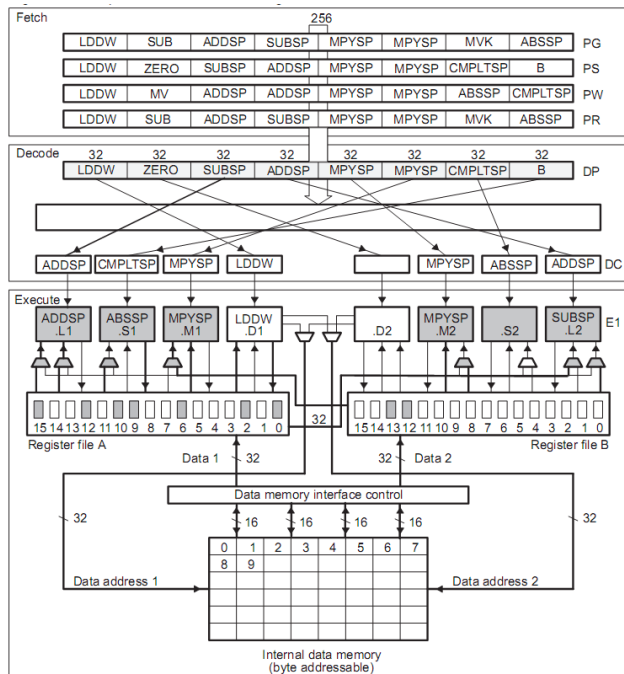 Fetch
256
LDDW SUB ADDSP SUBSP MPYSP MPYSP MVK ABSSP PG
LDDW ZERO SUBSP ADDSP MPYSP MPYSP CMPLTSP B PS
LDDW MV ADDSP ADDSP MPYSP MPYSP ABSSP CMPLTSP PW
LDDW SUB ADDSP SUBSP MPYSP MPYSP MVK ABSSP PR
Decode
32 32 32 32 32 32 32 32
LDDW ZERO SUBSP ADDSP MPYSP MPYSP CMPLTSP B DP
ADDSP CMPLTSP MPYSP LDDW MPYSP ABSSP ADDSP DC
Execute
ADDSP ABSSP MPYSP LDDW MPYSP SUBSP E1
.L1 .S1 .M1 .D1 .D2 .M2 .S2 .L2
15 14 13 12 11 10 9 8 7 6 5 4 3 2 1 0 32 15 14 13 12 11 10 9 8 7 6 5 4 3 2 1 0
Register file A Register file B
Data 1 32 32 Data 2
Data memory interface control
32 16 16 16 16 32
0 1 2 3 4 5 6 7
8 9
Data address 1 Data address 2
Internal data memory
(byte addressable)